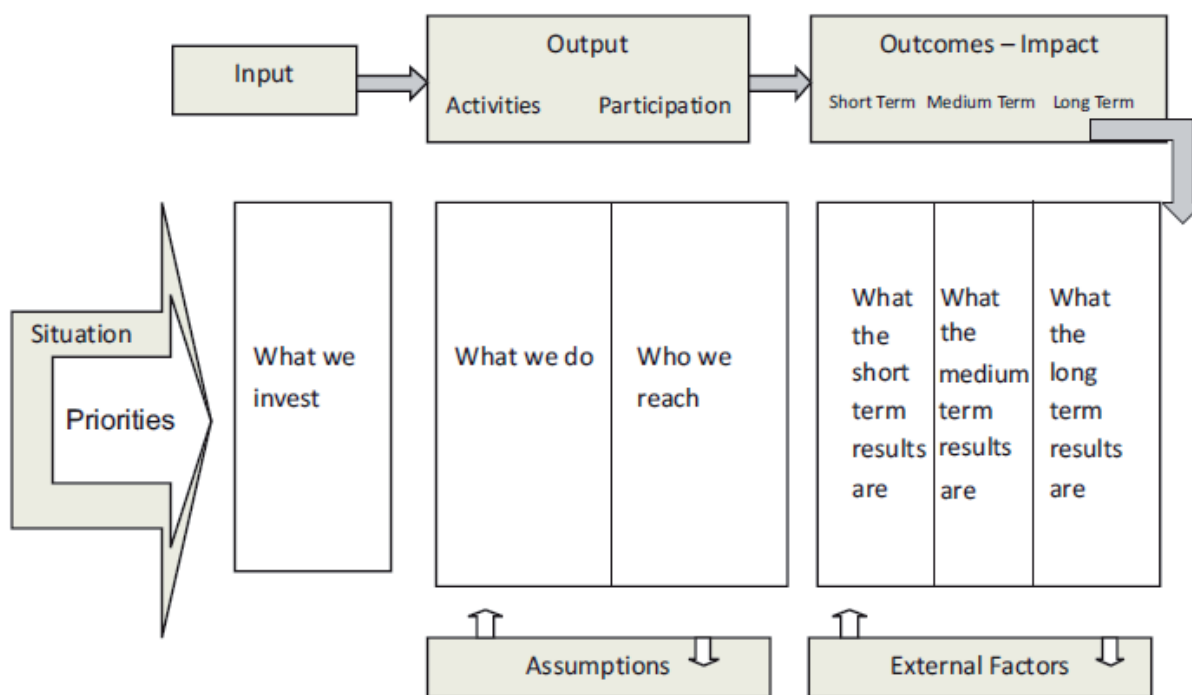 Input
Output
Activities Participation
Outcomes – Impact
Short Term Medium Term Long Term
Situation
Priorities
What we
invest
What we do
Who we
reach
What
the
short
term
results
are
What
the
medium
term
results
are
What
the
long
term
results
are
Assumptions
External Factors